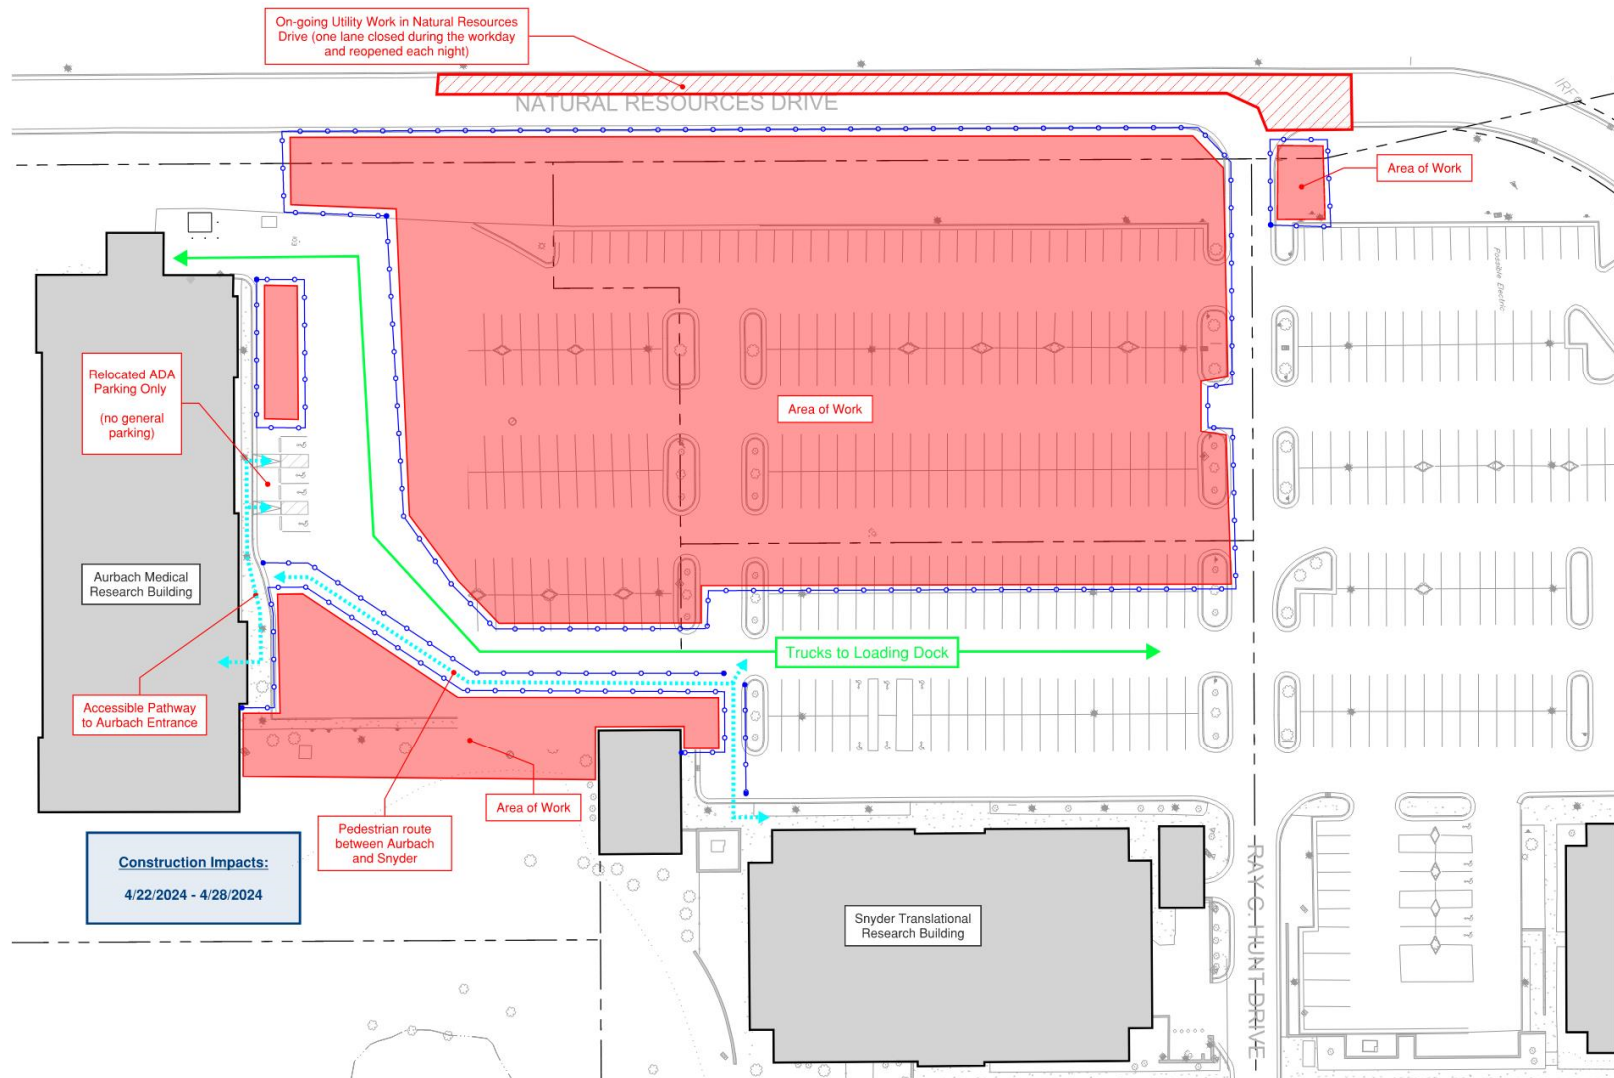 On-going Utility Work in Natural Resources
Drive (one lane closed during the workday
and reopened each night)
NATURAL RESOURCES DRIVE
Area of Work
Possible Electric
Relocated ADA
Parking Only
(no general
parking)
Area of Work
Aurbach Medical
Research Building
Trucks to Loading Dock
Accessible Pathway
to Aurbach Entrance
Area of Work
Pedestrian route
between Aurbach
and Snyder
Construction Impacts:
4/22/2024 - 4/28/2024
Snyder Translational
Research Building
RAY C. HUNT DRIVE